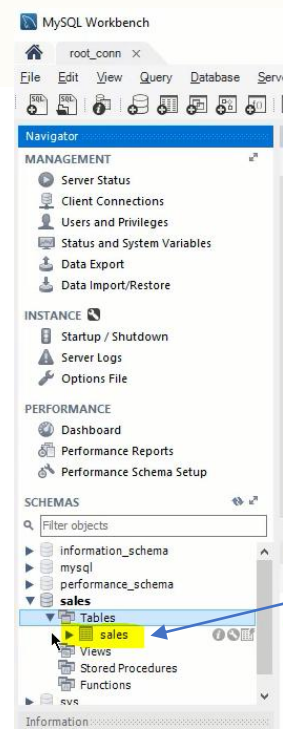 MySQL Workbench
root_conn ×
File Edit View Query Database Serv
Navigator
MANAGEMENT
Server Status
Client Connections
Users and Privileges
Status and System Variables
Data Export
Data Import/Restore
INSTANCE
Startup / Shutdown
Server Logs
Options File
PERFORMANCE
Dashboard
Performance Reports
Performance Schema Setup
SCHEMAS
Filter objects
information_schema
mysql
performance_schema
sales
Tables
sales
Views
Stored Procedures
Functions
sys
Information